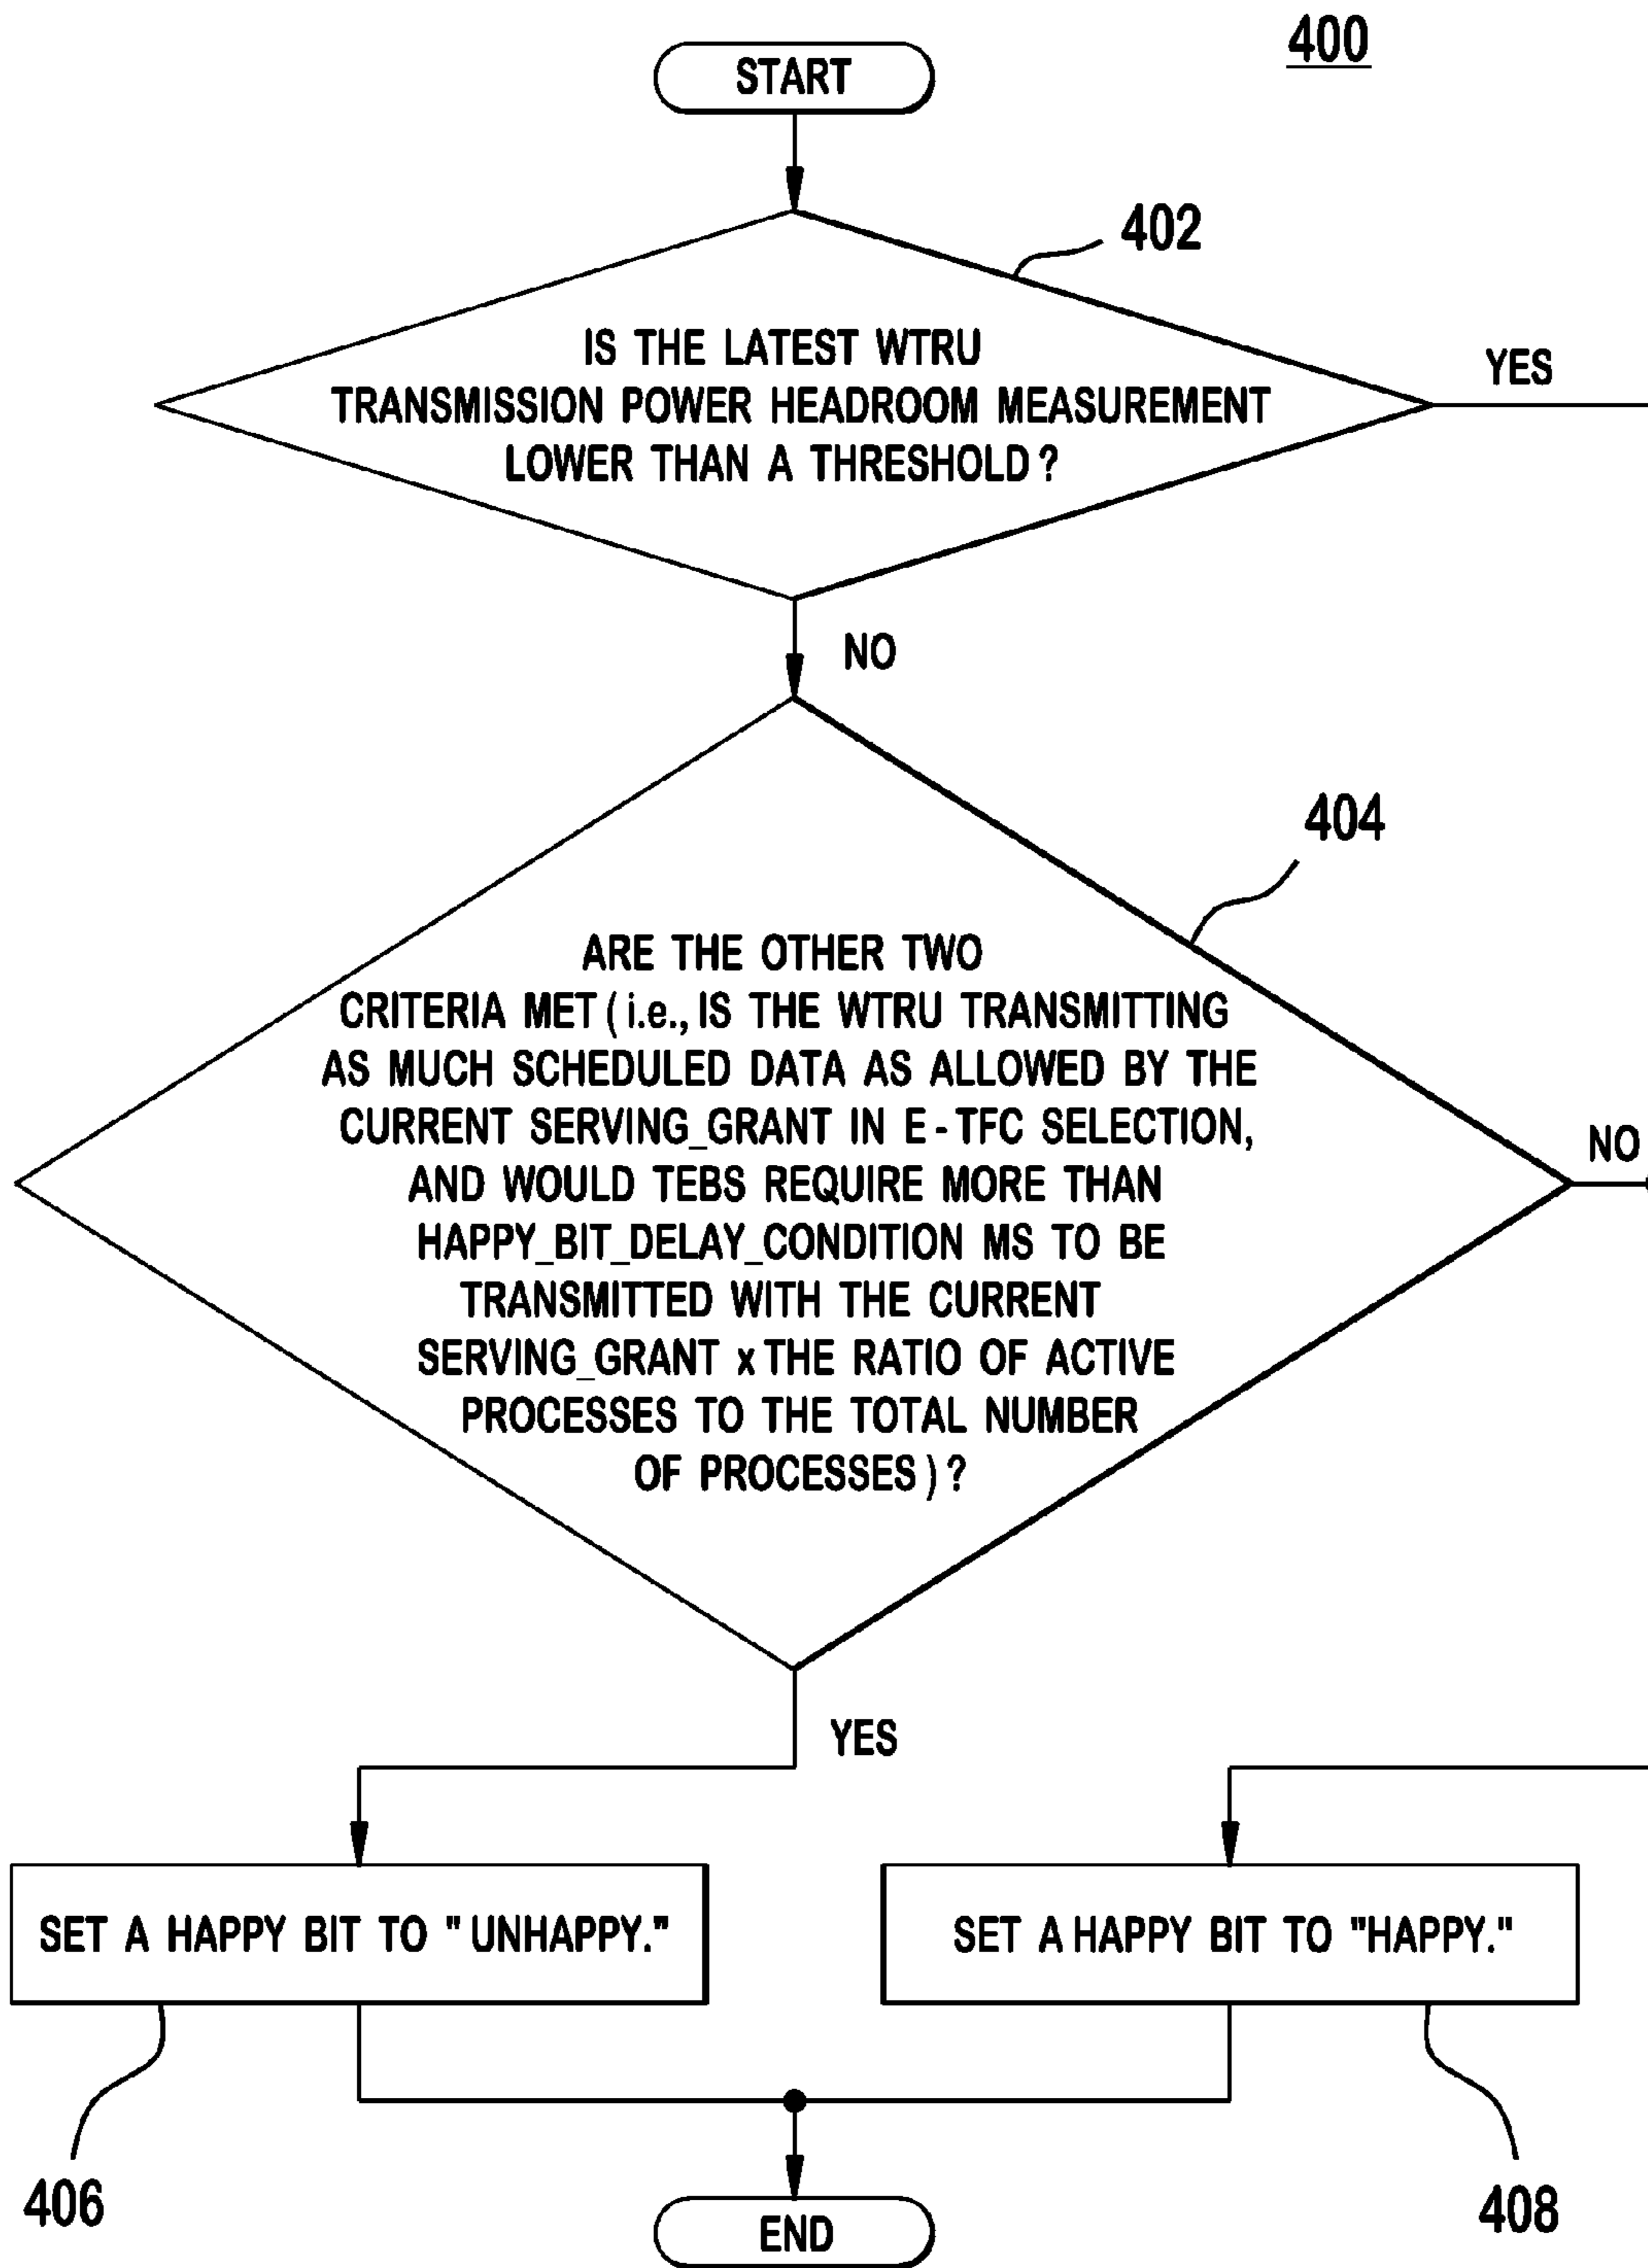 400
START
402
IS THE LATEST WTRU
TRANSMISSION POWER HEADROOM MEASUREMENT
LOWER THAN A THRESHOLD?
YES
NO
404
ARE THE OTHER TWO
CRITERIA MET (i.e., IS THE WTRU TRANSMITTING
AS MUCH SCHEDULED DATA AS ALLOWED BY THE
CURRENT SERVING_GRANT IN E-TFC SELECTION,
AND WOULD TEBS REQUIRE MORE THAN
HAPPY_BIT_DELAY_CONDITION MS TO BE
TRANSMITTED WITH THE CURRENT
SERVING_GRANT x THE RATIO OF ACTIVE
PROCESSES TO THE TOTAL NUMBER
OF PROCESSES)?
NO
YES
SET A HAPPY BIT TO "UNHAPPY."
SET A HAPPY BIT TO "HAPPY."
406
408
END